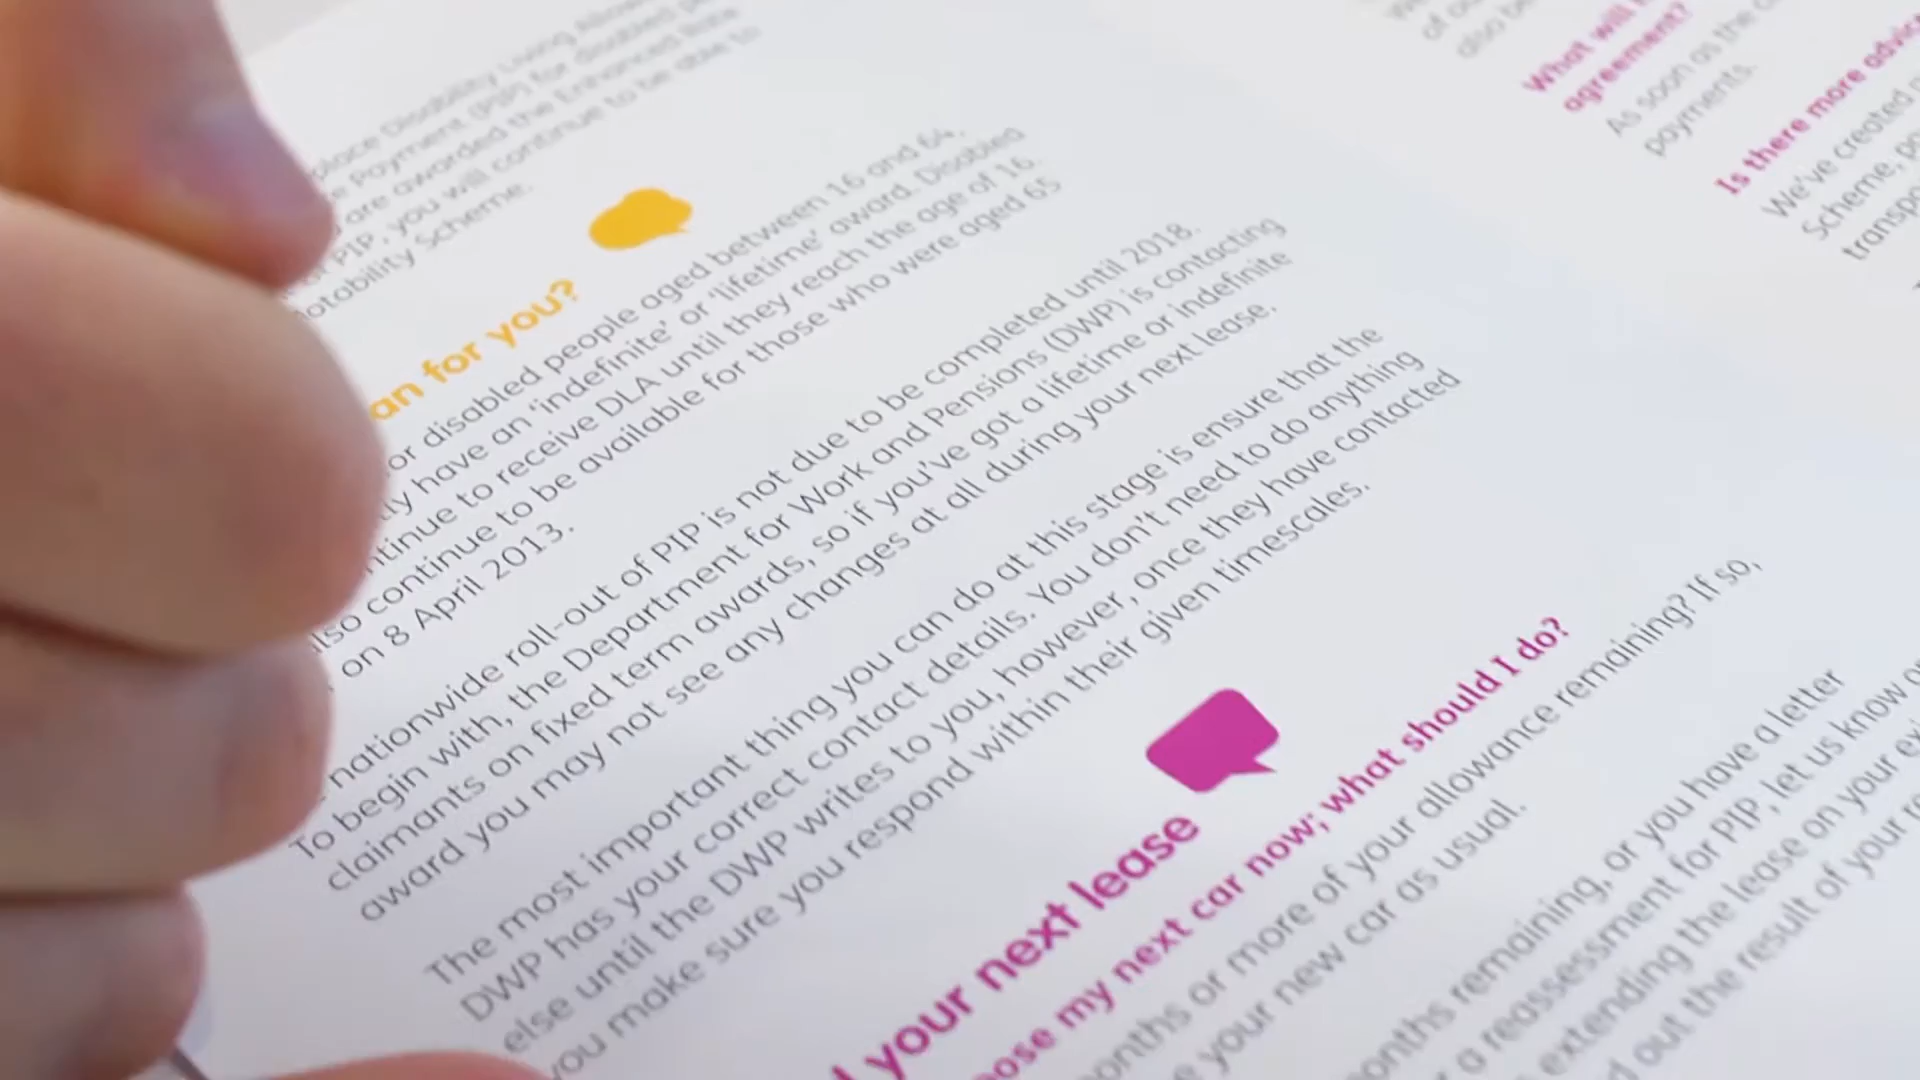 place Disability Living Allow
Payment (PIP) for disabled
are awarded the Enhanced Rate
PIP, you will continue to be able to
otability Scheme.
an for you?
or disabled people aged between 16 and 64,
tly have an 'indefinite' or 'lifetime' award. Disabled
ntinue to receive DLA until they reach the age of 16.
lso continue to be available for those who were aged 65
on 8 April 2013.
nationwide roll-out of PIP is not due to be completed until 2018.
To begin with, the Department for Work and Pensions (DWP) is contacting
claimants on fixed term awards, so if you've got a lifetime or indefinite
award you may not see any changes at all during your next lease.
The most important thing you can do at this stage is ensure that the
DWP has your correct contact details. You don't need to do anything
else until the DWP writes to you, however, once they have contacted
you make sure you respond within their given timescales.
your next lease
oose my next car now; what should I do?
onths or more of your allowance remaining? If so,
e your new car as usual.
onths remaining, or you have a letter
a reassessment for PIP, let us know
extending the lease on your
d out the result of your
of
also be
What will
agreement?
As soon as the
payments.
Is there more advic
We've created
Scheme,
transpo